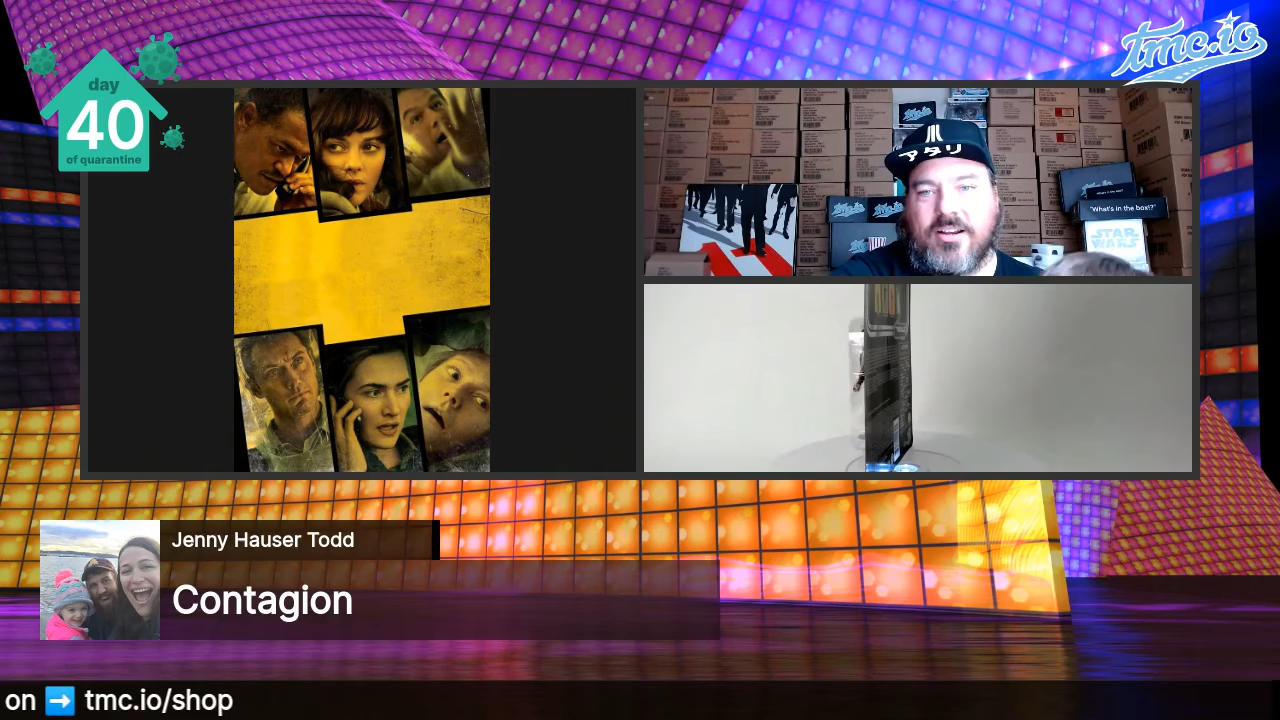 day
40
of quarantine
tmc.io
アタリ
"What's in the box!?"
STAR
WARS
Jenny Hauser Todd
Contagion
on ➡ tmc.io/shop